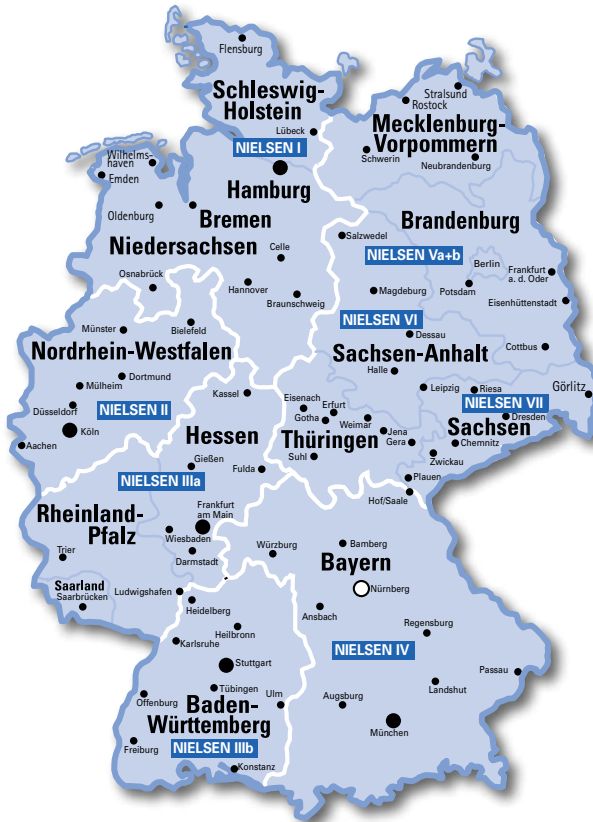 Flensburg
Schleswig-
Holstein
Stralsund
Rostock
Mecklenburg-
Vorpommern
Lübeck
NIELSEN I
Schwerin
Neubrandenburg
Wilhelms-
haven
Emden
Hamburg
Oldenburg
Bremen
Brandenburg
Niedersachsen
Salzwedel
Celle
NIELSEN Va+b
Osnabrück
Hannover
Berlin
Frankfurt
a. d. Oder
Magdeburg
Potsdam
Braunschweig
Eisenhüttenstadt
Münster
Bielefeld
NIELSEN VI
Dessau
Nordrhein-Westfalen
Sachsen-Anhalt
Cottbus
Dortmund
Mülheim
Halle
Kassel
Leipzig
Riesa
Görlitz
Düsseldorf
NIELSEN II
Eisenach
Erfurt
NIELSEN VII
Köln
Gotha
Weimar
Dresden
Hessen
Thüringen
Jena
Sachsen
Aachen
Gera
Chemnitz
Suhl
Zwickau
Gießen
Fulda
NIELSEN IIIa
Plauen
Hof/Saale
Frankfurt
am Main
Rheinland-
Pfalz
Wiesbaden
Trier
Darmstadt
Würzburg
Bamberg
Bayern
Saarland
Saarbrücken
Ludwigshafen
Heidelberg
Nürnberg
Ansbach
Heilbronn
Karlsruhe
Regensburg
NIELSEN IV
Stuttgart
Passau
Tübingen
Landshut
Offenburg
Baden-
Württemberg
Ulm
Augsburg
Freiburg
NIELSEN IIIb
München
Konstanz